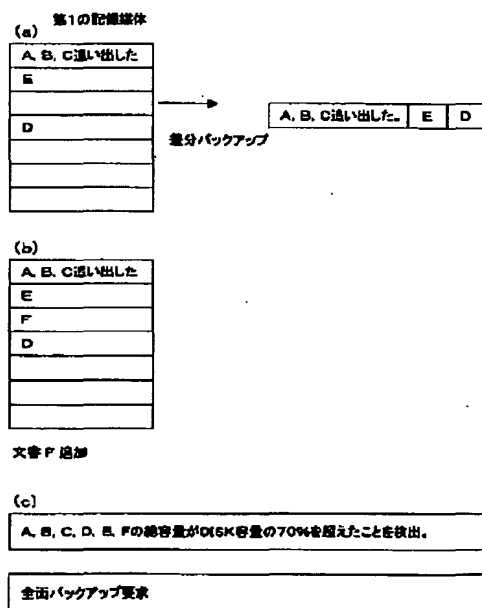 第1の記録媒体
(a)
A, B, C追い出した
E
D
差分バックアップ
A, B, C追い出した。 E D
(b)
A, B, C追い出した
E
F
D
文書F追加
(c)
A, B, C, D, E, Fの総容量がDISK容量の70%を超えたことを検出。
全面バックアップ要求